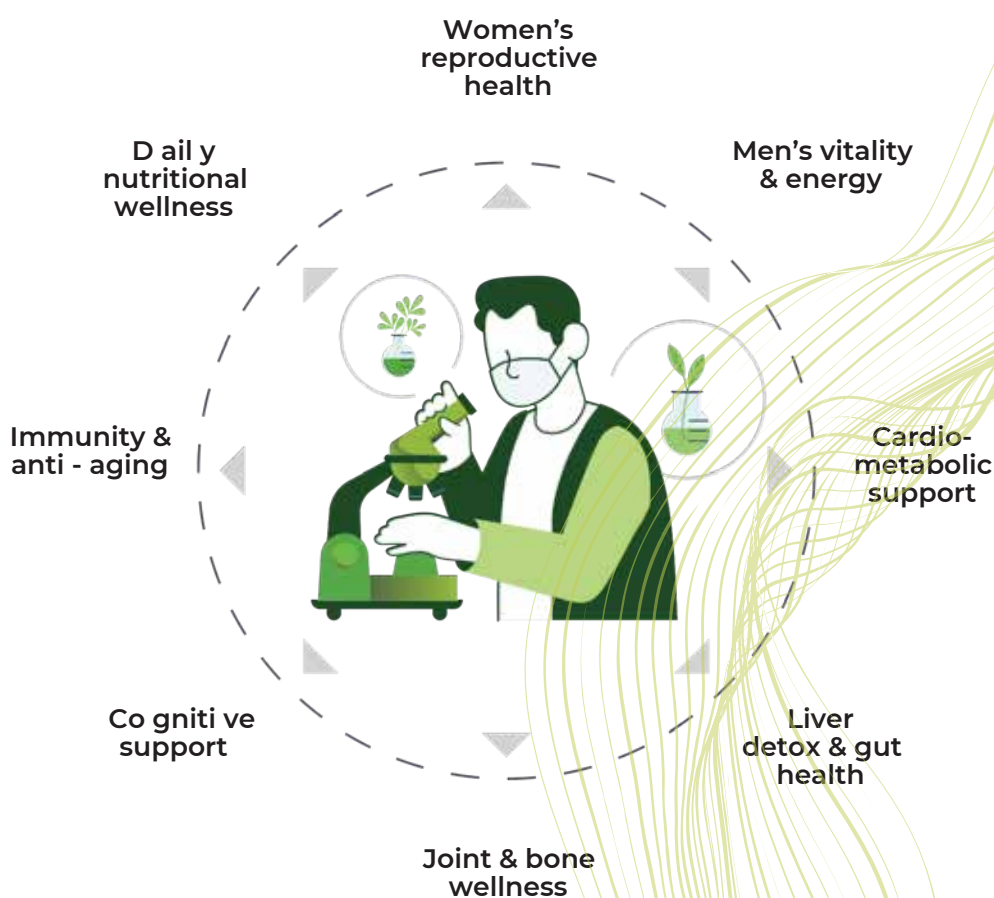 Women's
reproductive
health
Men's vitality
& energy
Cardio-
metabolic
support
Liver
detox & gut
health
Joint & bone
wellness
Co gniti ve
support
Immunity &
anti - aging
D ail y
nutritional
wellness